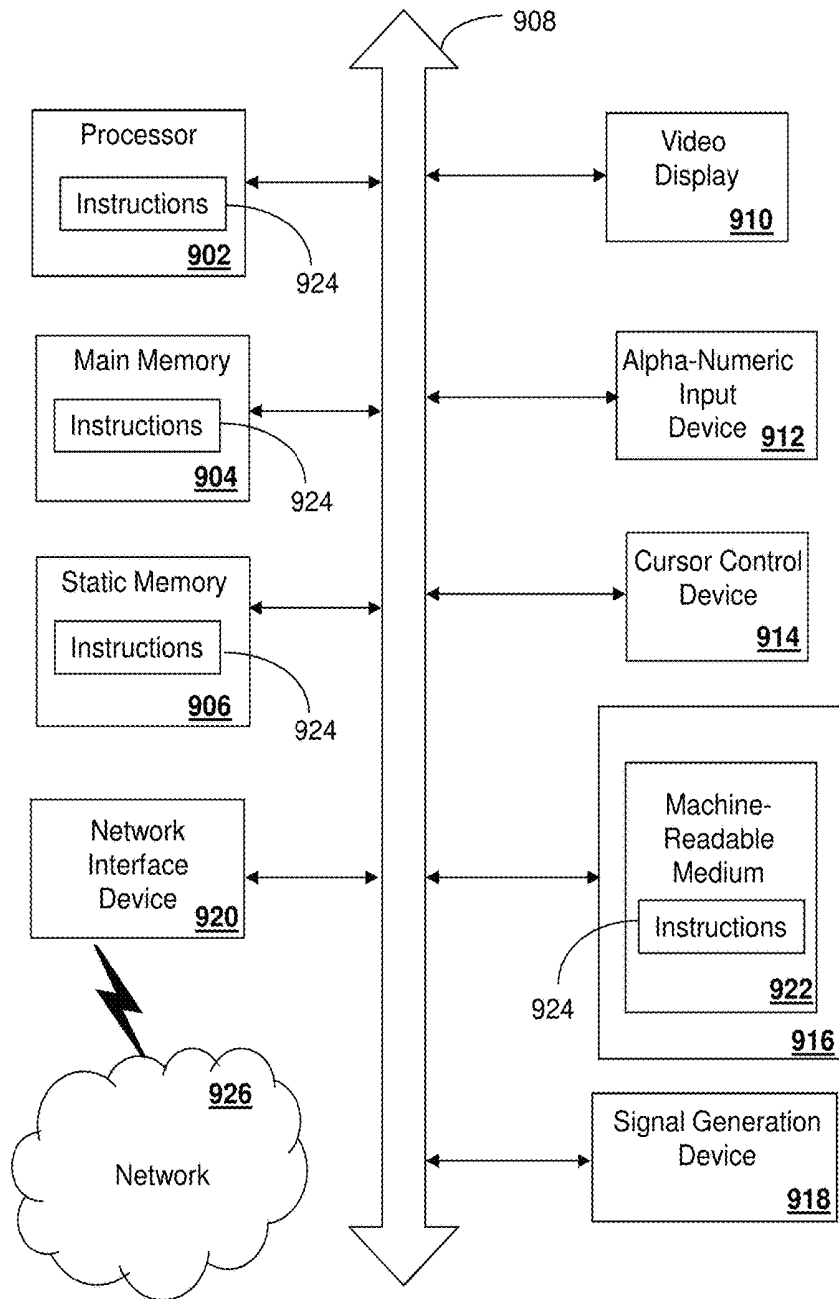 908
Processor
Instructions
902
924
Video
Display
910
Main Memory
Instructions
904
924
Alpha-Numeric
Input
Device
912
Static Memory
Instructions
906
924
Cursor Control
Device
914
Network
Interface
Device
920
Machine-
Readable
Medium
Instructions
924
922
916
926
Network
Signal Generation
Device
918